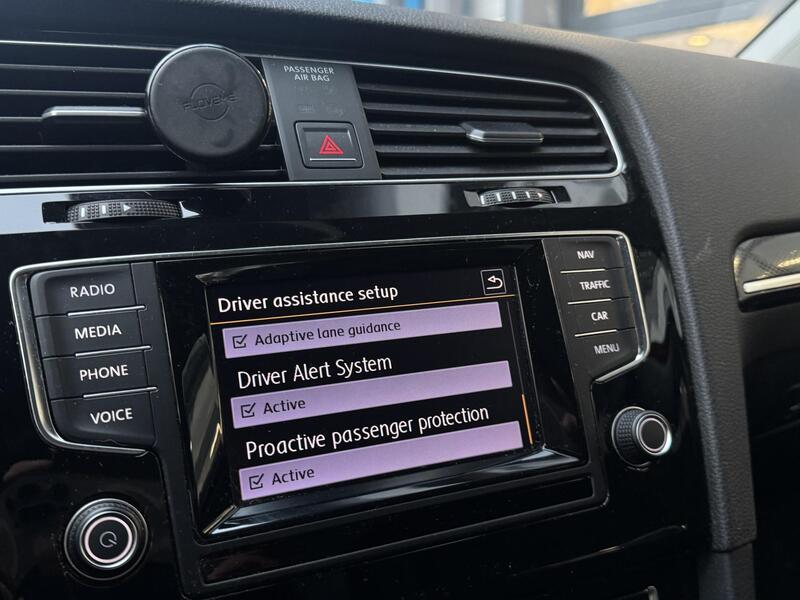 PASSENGER
AIR BAG
FLOVEME
RADIO
MEDIA
PHONE
VOICE
Driver assistance setup
Adaptive lane guidance
Driver Alert System
Active
Proactive passenger protection
Active
NAV
TRAFFIC
CAR
MENU